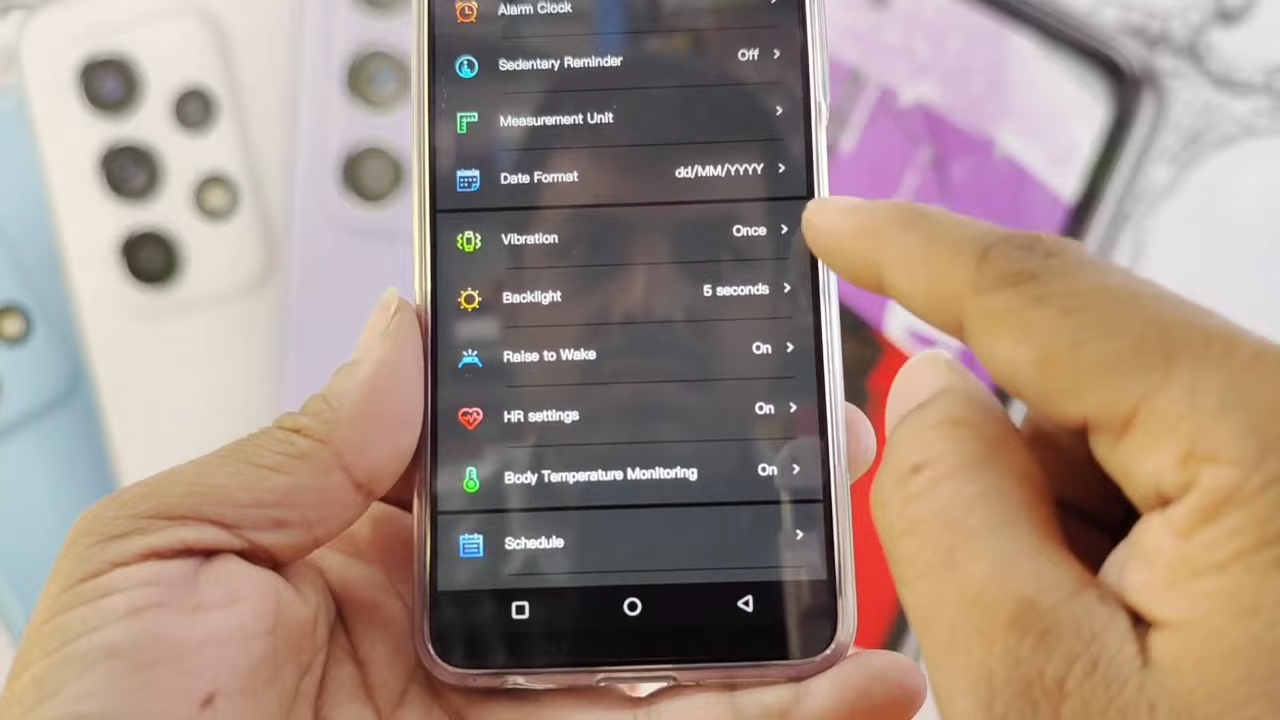 Alarm Clock
Sedentary Reminder Off
Measurement Unit
Date Format dd/MM/YYYY
Vibration Once
Backlight 5 seconds
Raise to Wake On
HR settings On
Body Temperature Monitoring On
Schedule